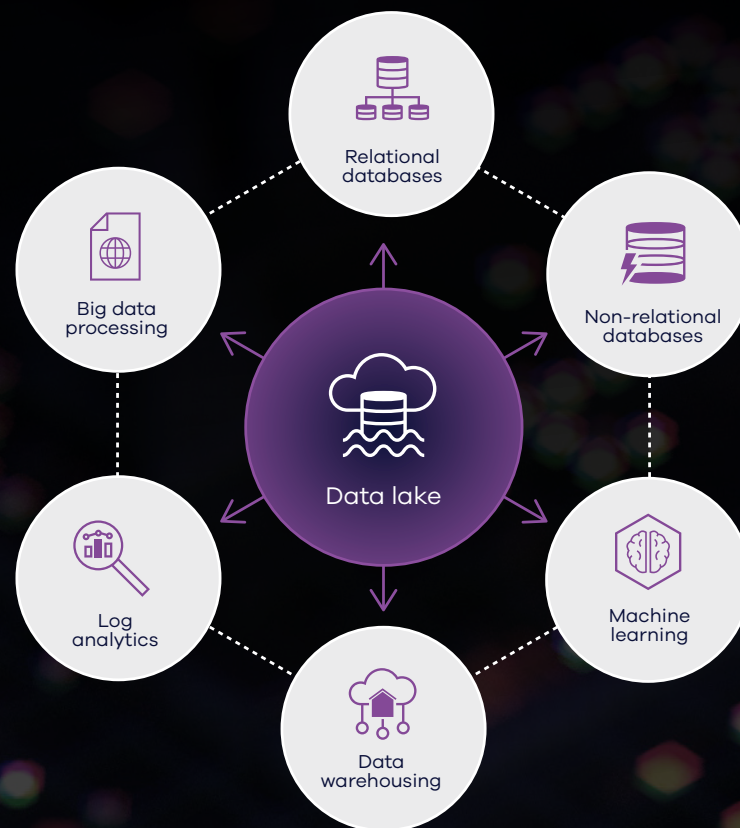 Relational
databases
Big data
processing
Non-relational
databases
Data lake
Log
analytics
Machine
learning
Data
warehousing